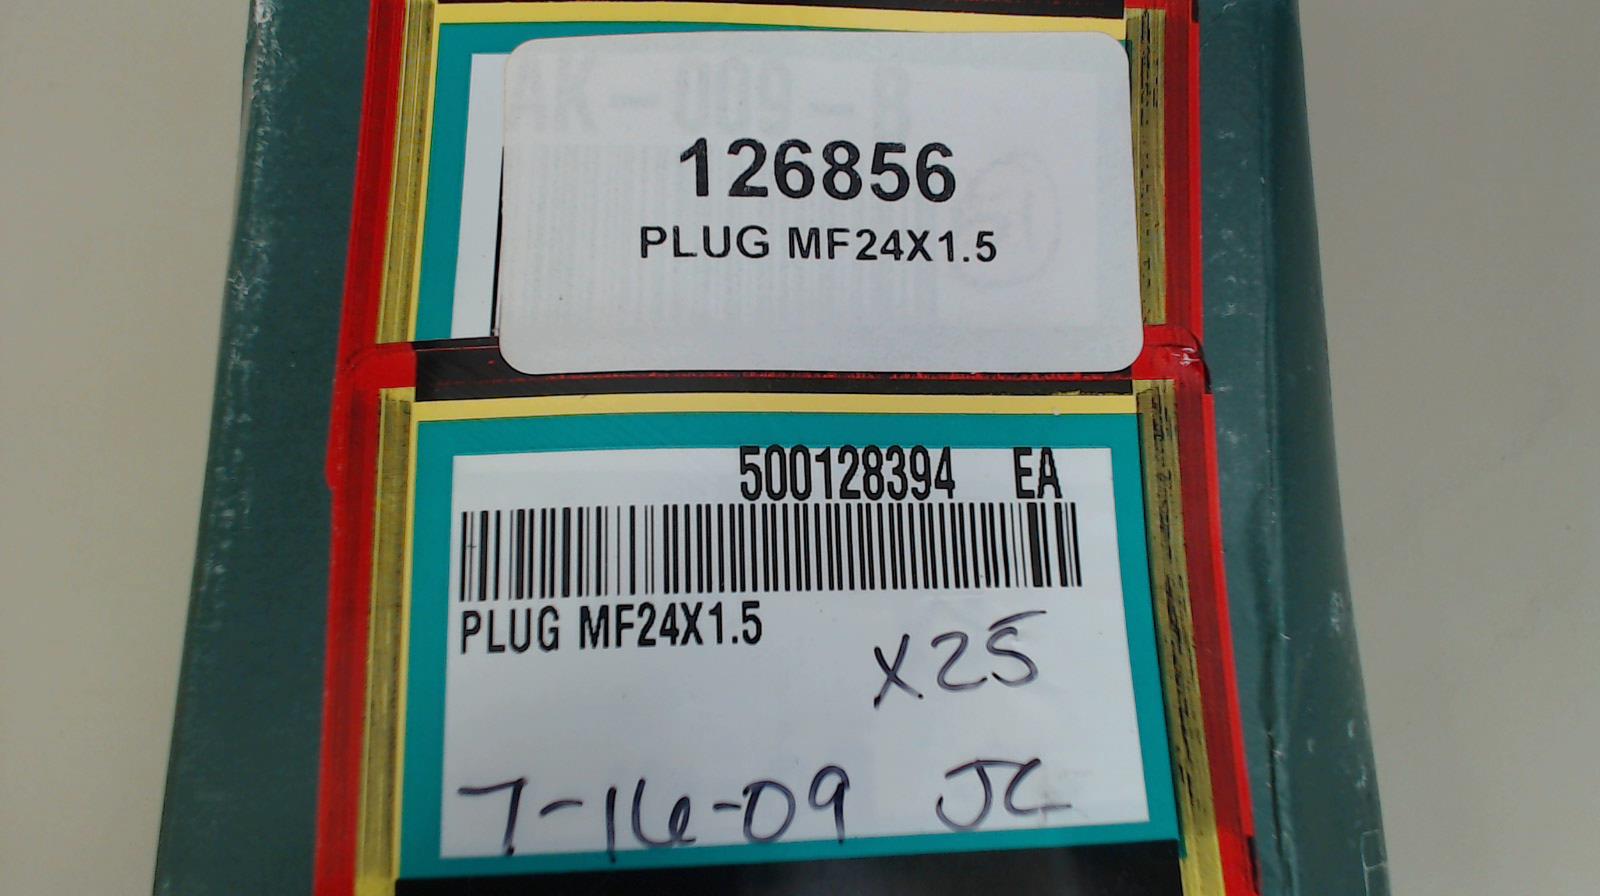 126856
PLUG MF24X1.5
500128394 EA
PLUG MF24X1.5
X25
7-16-09 JC